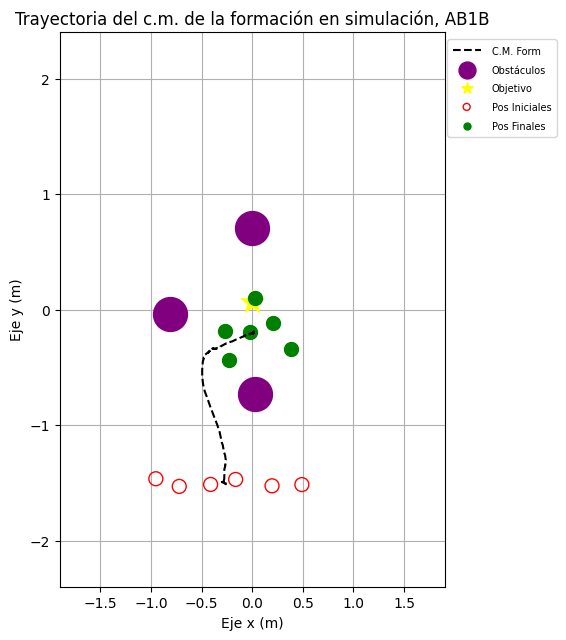 Trayectoria del c.m. de la formación en simulación, AB1B
C.M. Form
Obstáculos
Objetivo
Pos Iniciales
Pos Finales
Eje y (m)
2
1
0
−1
−2
−1.5
−1.0
−0.5
0.0
0.5
1.0
1.5
Eje x (m)